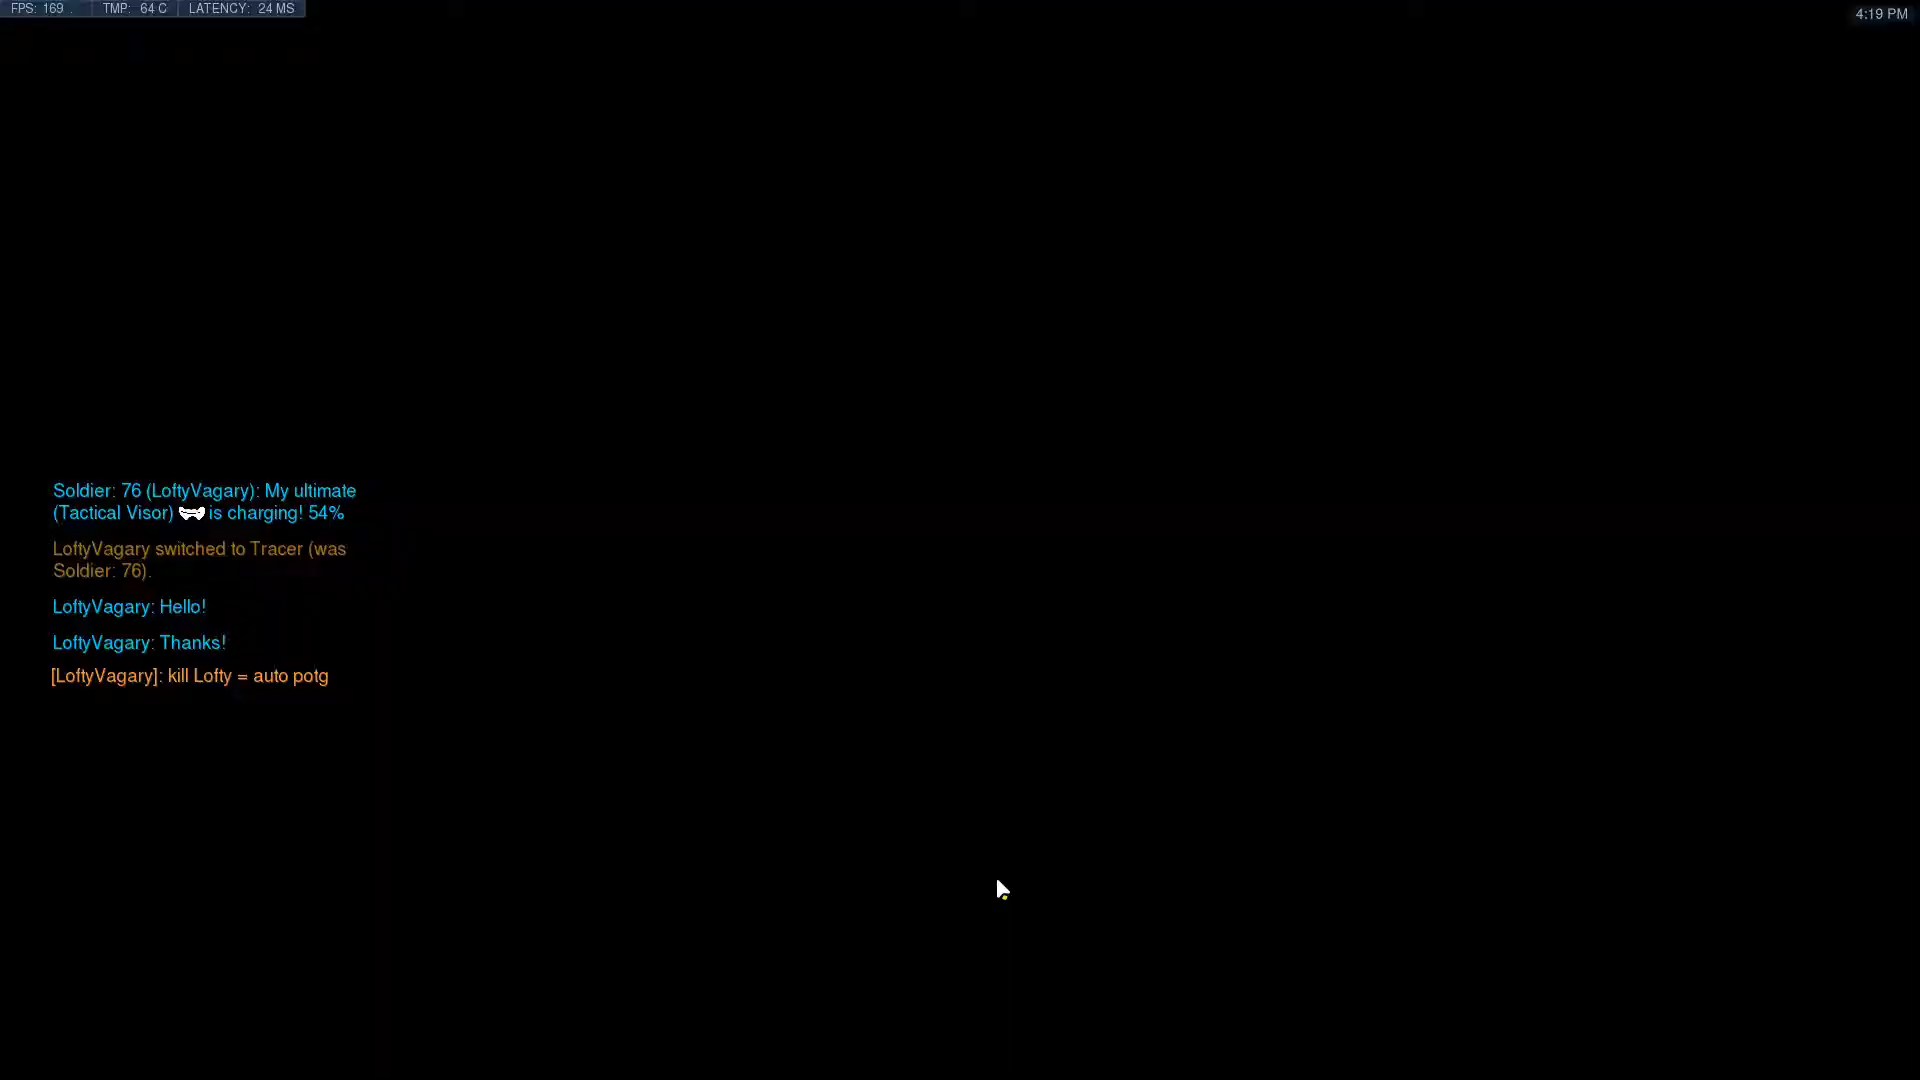 FPS: 169 . TMP: 64 C LATENCY: 24 MS
4:19 PM
Soldier: 76 (LoftyVagary): My ultimate
(Tactical Visor) is charging! 54%
LoftyVagary switched to Tracer (was
Soldier: 76).
LoftyVagary: Hello!
LoftyVagary: Thanks!
[LoftyVagary]: kill Lofty = auto potg